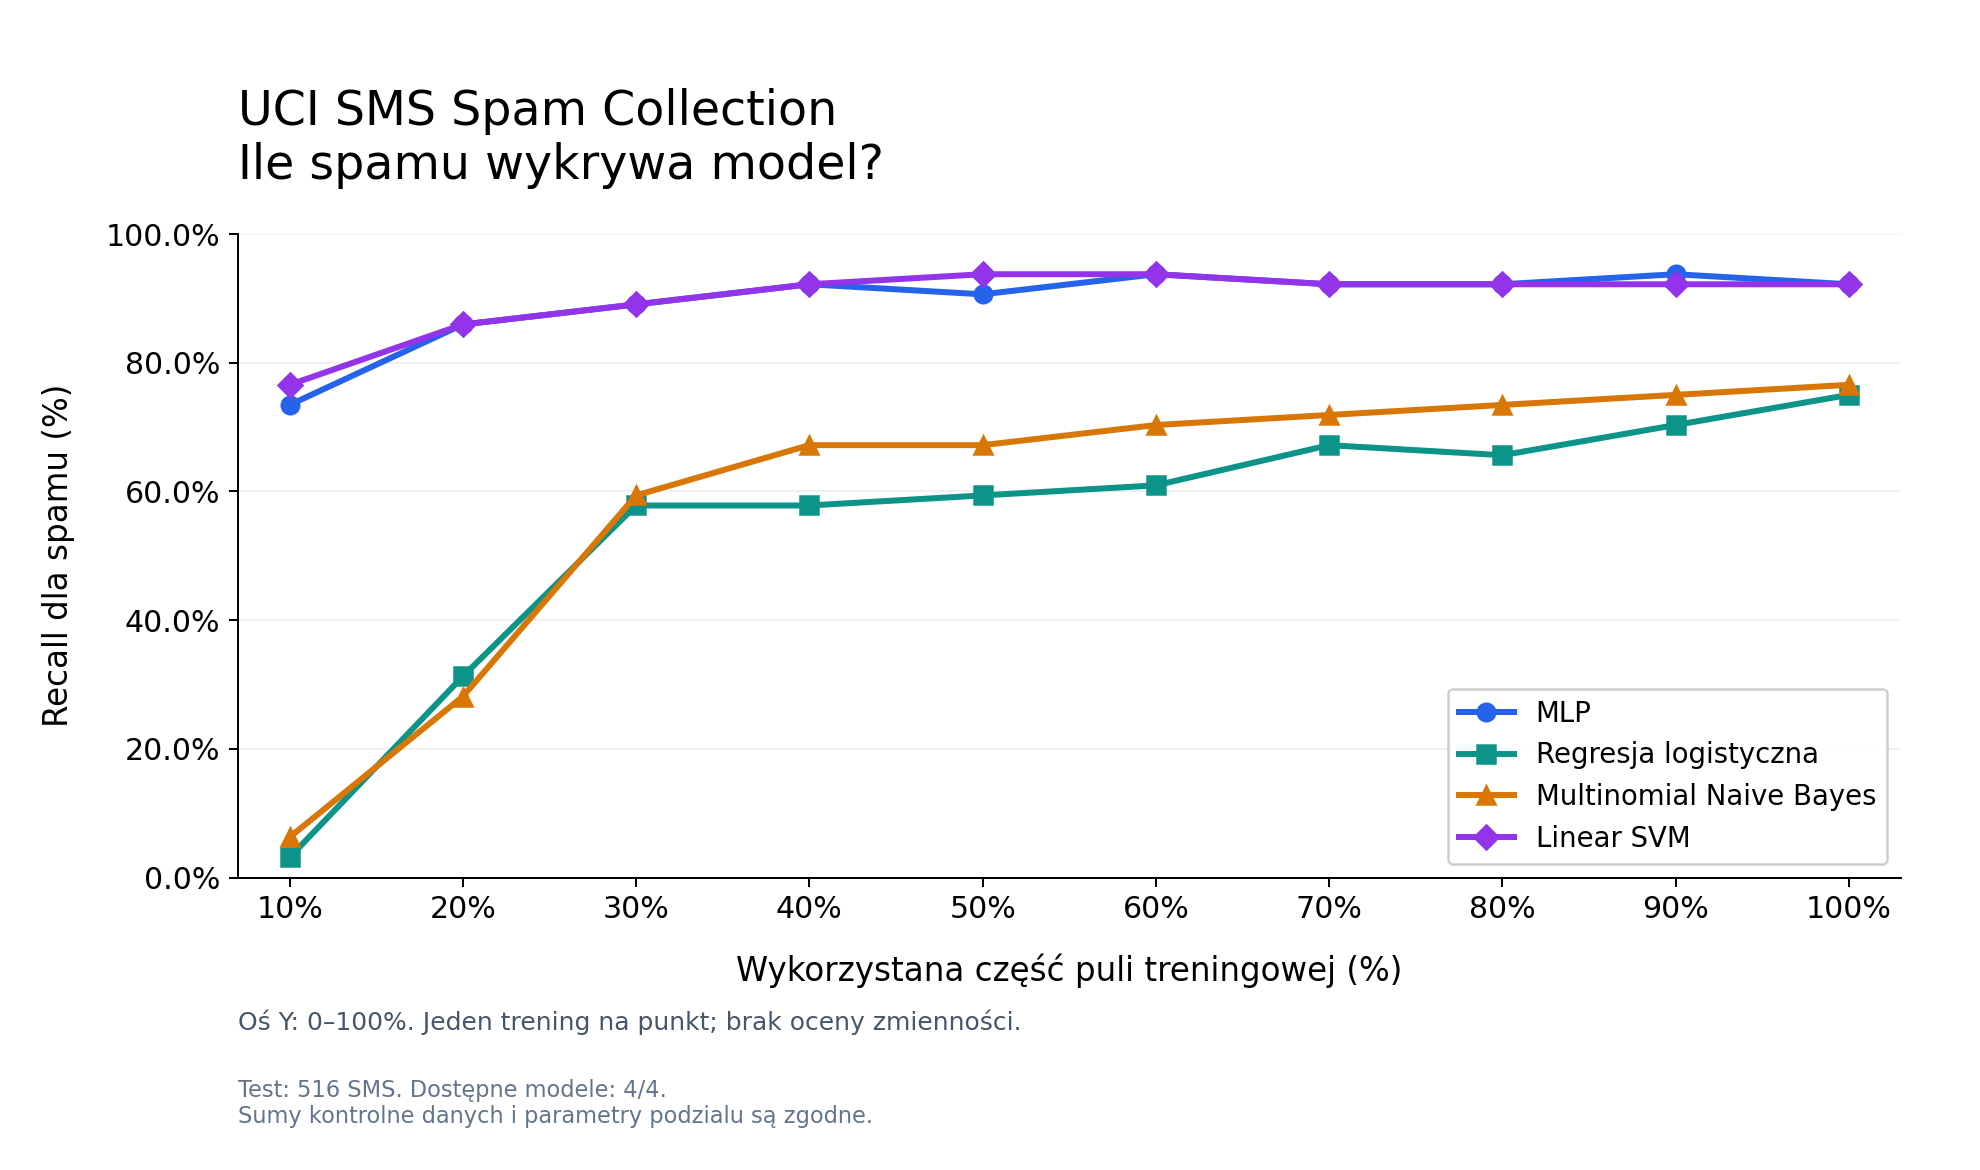 UCI SMS Spam Collection
Ile spamu wykrywa model?
100.0%
80.0%
60.0%
40.0%
20.0%
0.0%
Recall dla spamu (%)
MLP
Regresja logistyczna
Multinomial Naive Bayes
Linear SVM
10% 20% 30% 40% 50% 60% 70% 80% 90% 100%
Wykorzystana część puli treningowej (%)
Oś Y: 0–100%. Jeden trening na punkt; brak oceny zmienności.
Test: 516 SMS. Dostępne modele: 4/4.
Sumy kontrolne danych i parametry podzialu są zgodne.